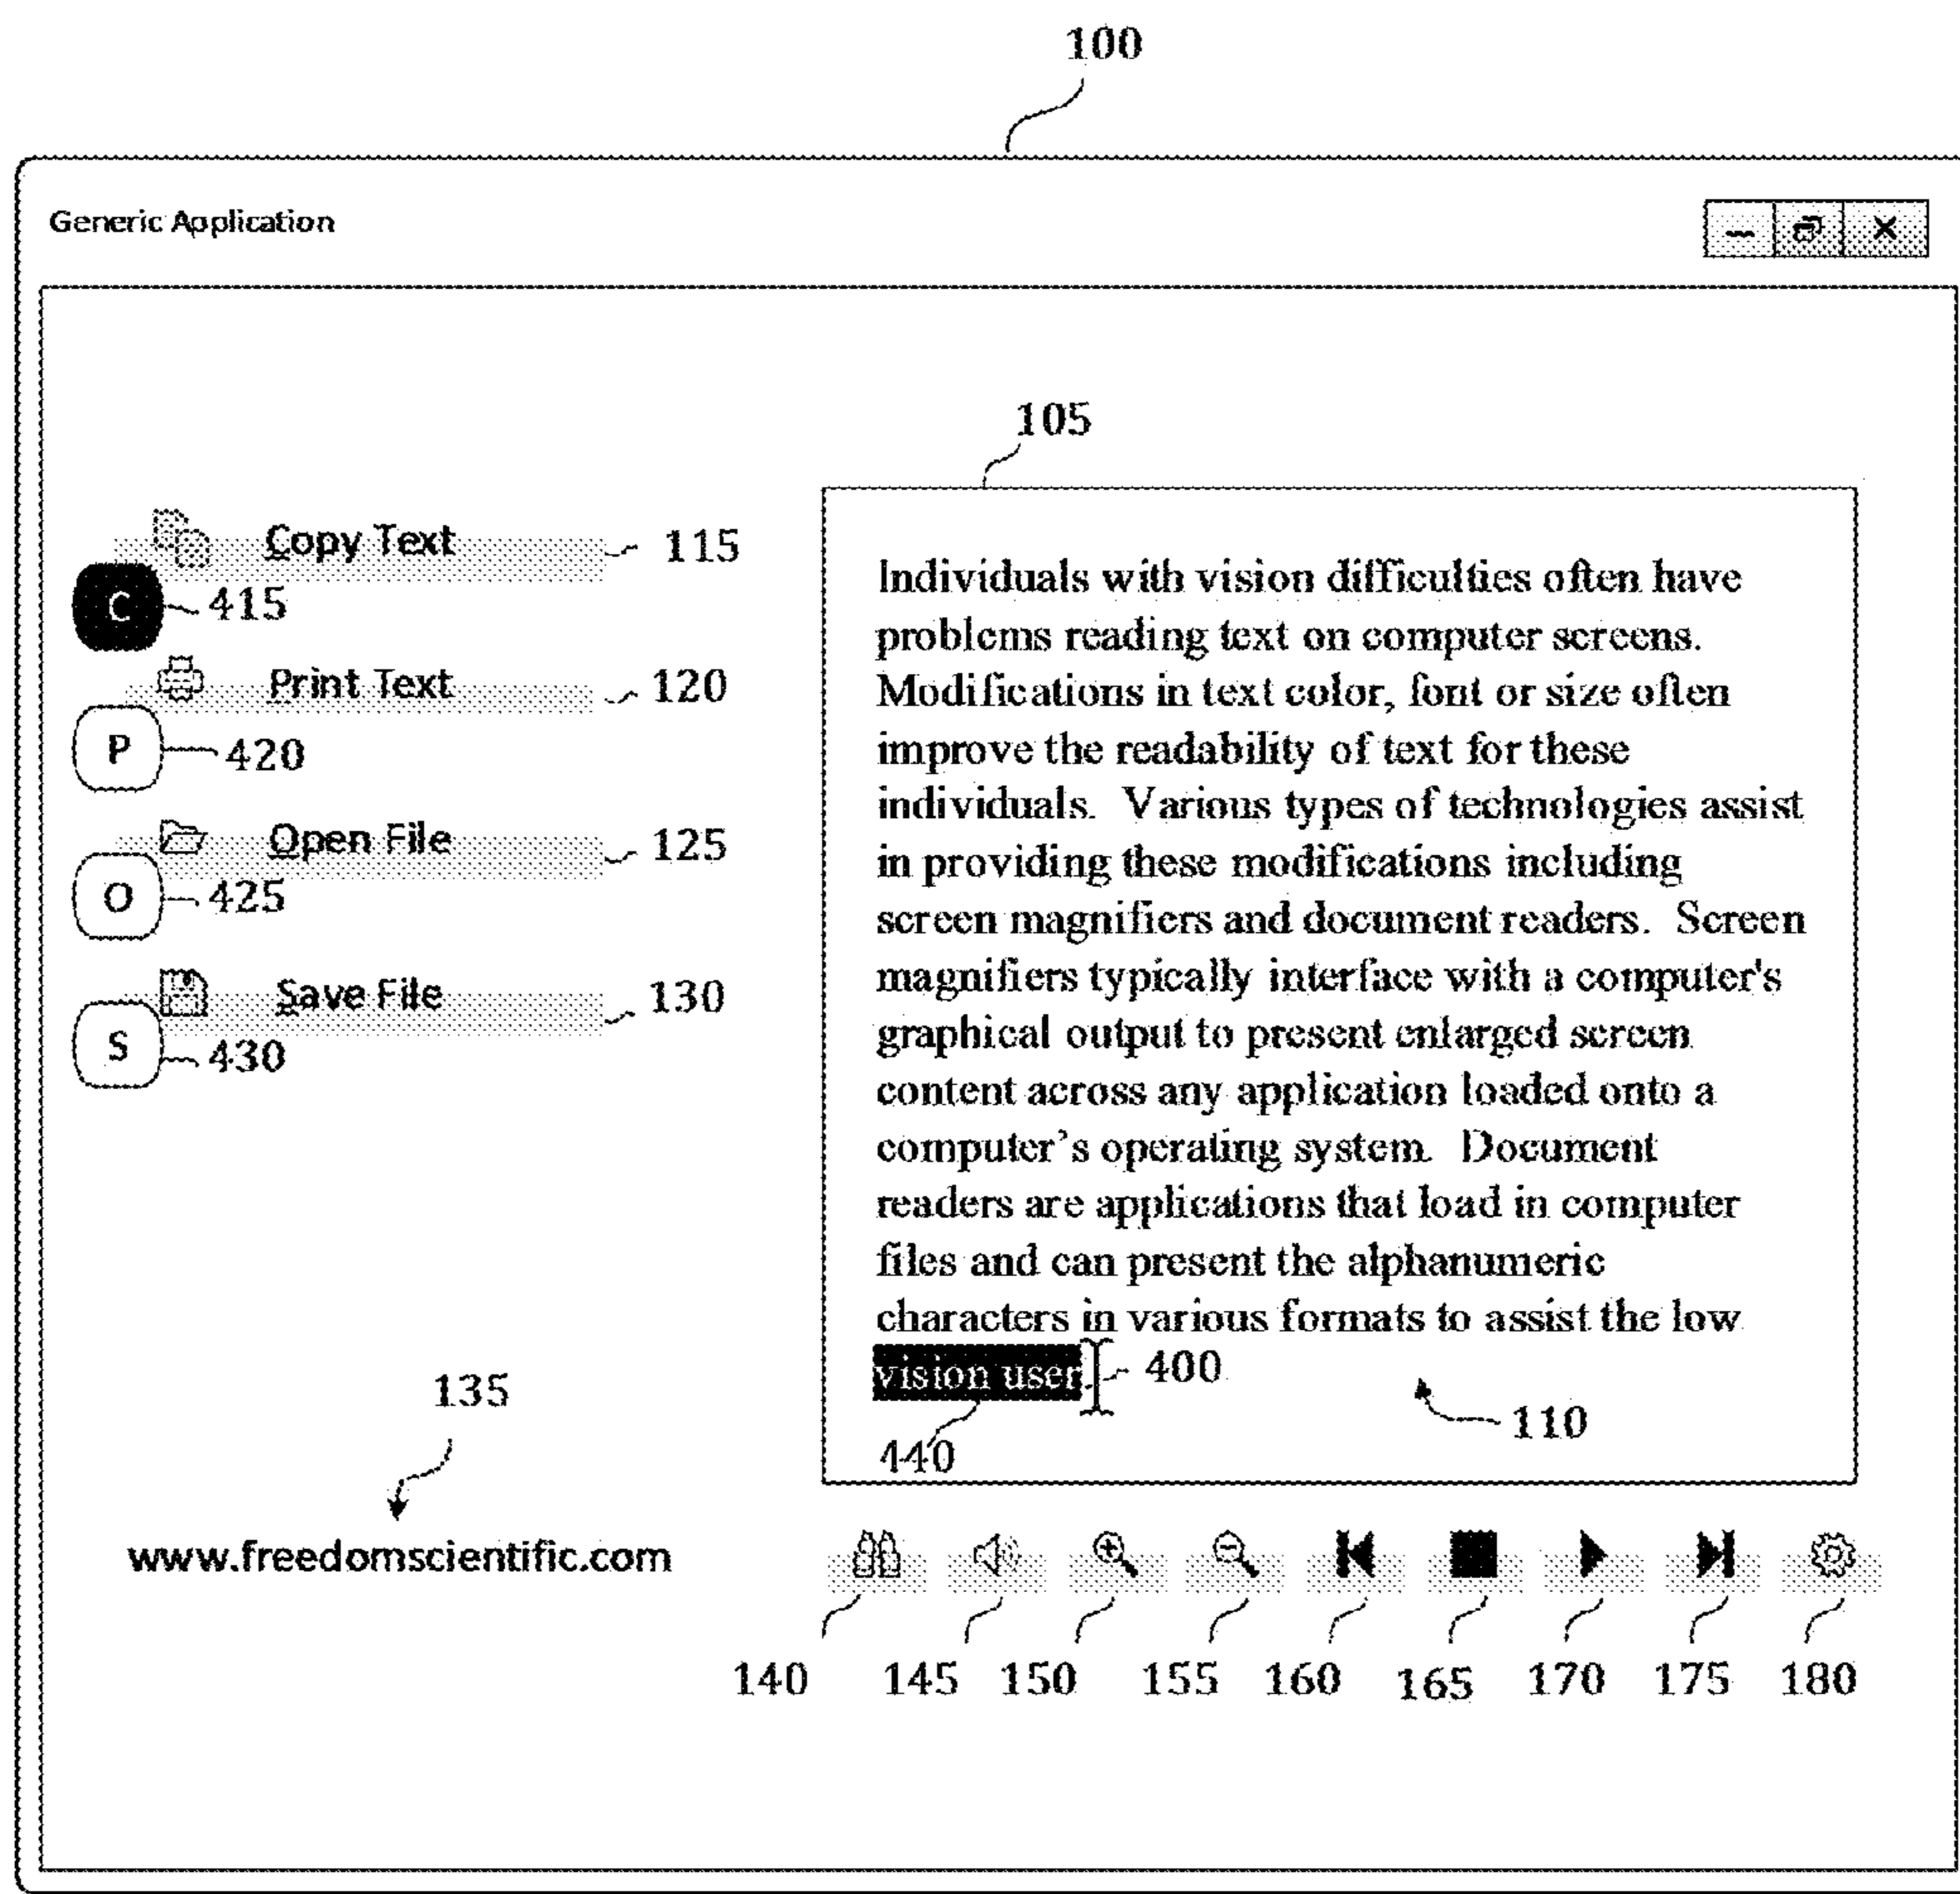 100
Generic Application
105
Copy Text 115
C 415
Print Text 120
P 420
Open File 125
O 425
Save File 130
S 430
Individuals with vision difficulties often have
problems reading text on computer screens.
Modifications in text color, font or size often
improve the readability of text for these
individuals. Various types of technologies assist
in providing these modifications including
screen magnifiers and document readers. Screen
magnifiers typically interface with a computer's
graphical output to present enlarged screen
content across any application loaded onto a
computer’s operating system. Document
readers are applications that load in computer
files and can present the alphanumeric
characters in various formats to assist the low
vision user. 400
110
440
135
www.freedomscientific.com
140 145 150 155 160 165 170 175 180